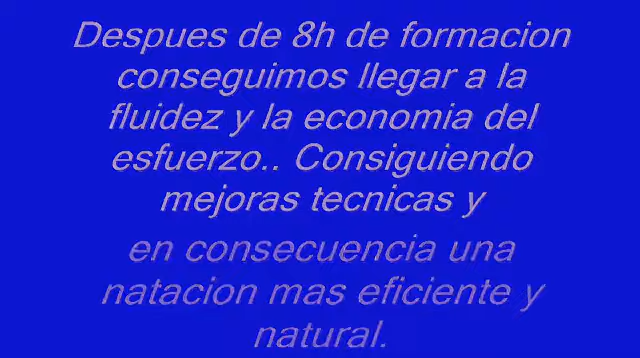 Despues de 8h de formacion
conseguimos llegar a la
fluidez y la economia del
esfuerzo.. Consiguiendo
mejoras tecnicas y
en consecuencia una
natacion mas eficiente y
natural.